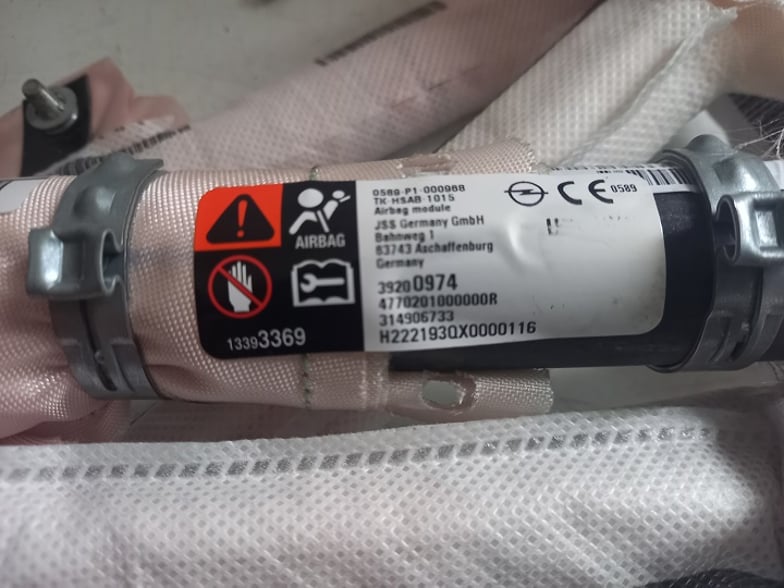 0589-P1-000968
TK-HSAB-1015
Airbag module
JSS Germany GmbH
Bahnweg 1
63743 Aschaffenburg
Germany
39200974
4770201000000R
314906733
H222193QX0000116
CE 0589
AIRBAG
13393369